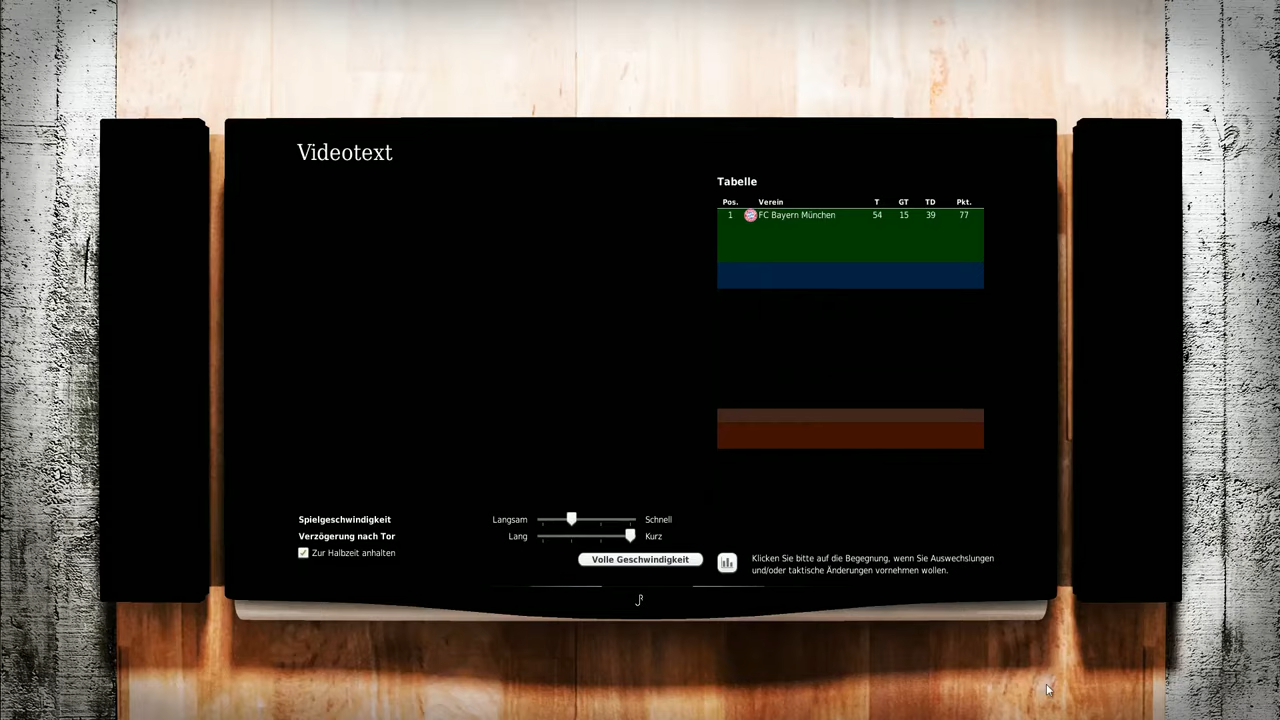 Videotext
Tabelle
Pos. Verein T GT TD Pkt.
1 FC Bayern München 54 15 39 77
Spielgeschwindigkeit Langsam Schnell
Verzögerung nach Tor Lang Kurz
Zur Halbzeit anhalten
Volle Geschwindigkeit
Klicken Sie bitte auf die Begegnung, wenn Sie Auswechslungen
und/oder taktische Änderungen vornehmen wollen.